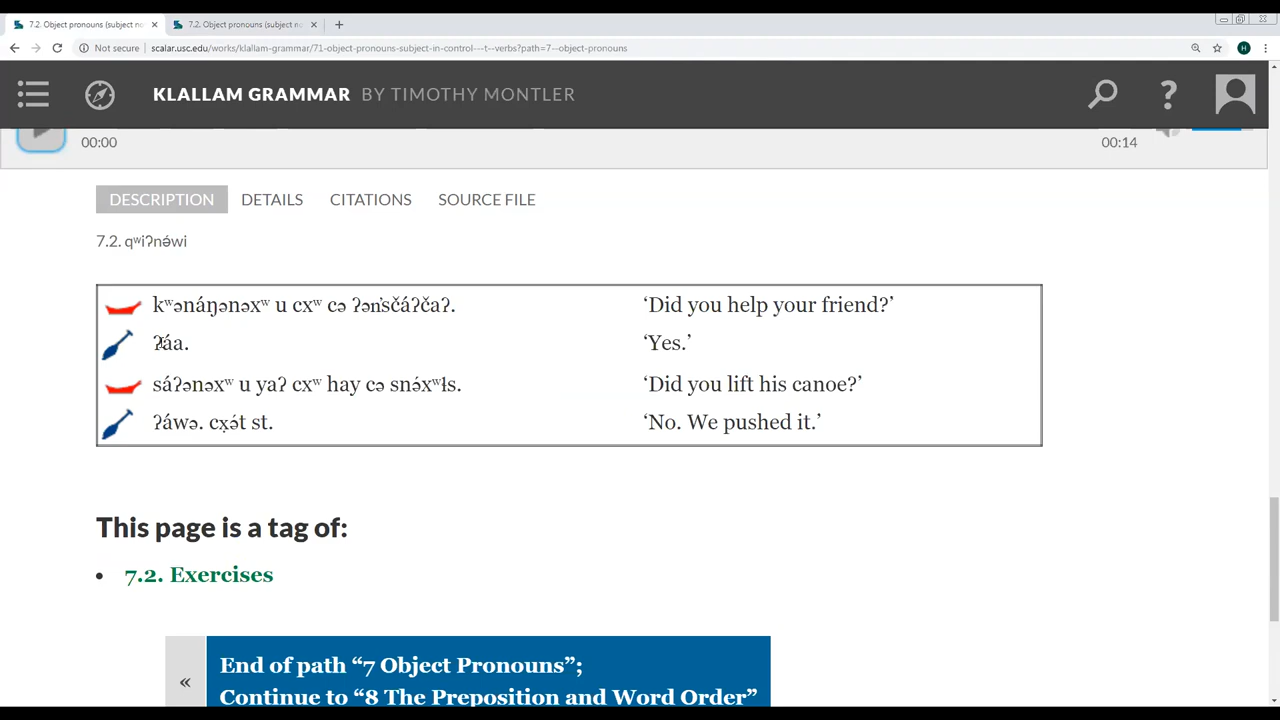 7.2. Object pronouns (subject no
7.2. Object pronouns (subject no
Not secure
scalar.usc.edu/works/klallam-grammar/71-object-pronouns-subject-in-control---t--verbs?path=7--object-pronouns
H
KLALLAM GRAMMAR BY TIMOTHY MONTLER
00:00
00:14
DESCRIPTION
DETAILS
CITATIONS
SOURCE FILE
7.2. qʷiʔnə́wi
kʷənáŋənəxʷ u cxʷ cə ʔən̓sčáʔčaʔ.
‘Did you help your friend?’
ʔáa.
‘Yes.’
sáʔənəxʷ u yaʔ cxʷ hay cə snə́xʷɬs.
‘Did you lift his canoe?’
ʔáwə. cx̣ə́t st.
‘No. We pushed it.’
This page is a tag of:
7.2. Exercises
«
End of path “7 Object Pronouns”;
Continue to “8 The Preposition and Word Order”